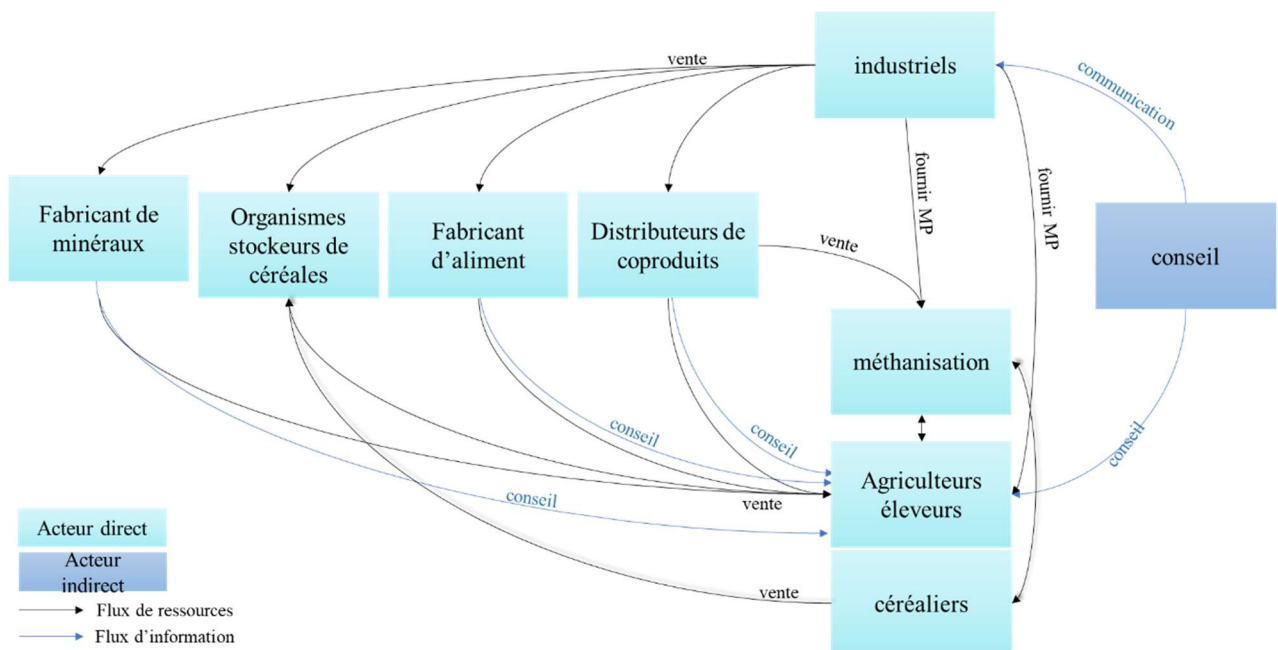 vente
industriels
communication
fournir MP
fournir MP
Fabricant de
minéraux
Organismes
stockeurs de
céréales
Fabricant
d’aliment
Distributeurs de
coproduits
vente
conseil
méthanisation
conseil
conseil
conseil
Agriculteurs
éleveurs
conseil
vente
vente
céréaliers
Acteur direct
Acteur
indirect
Flux de ressources
Flux d’information